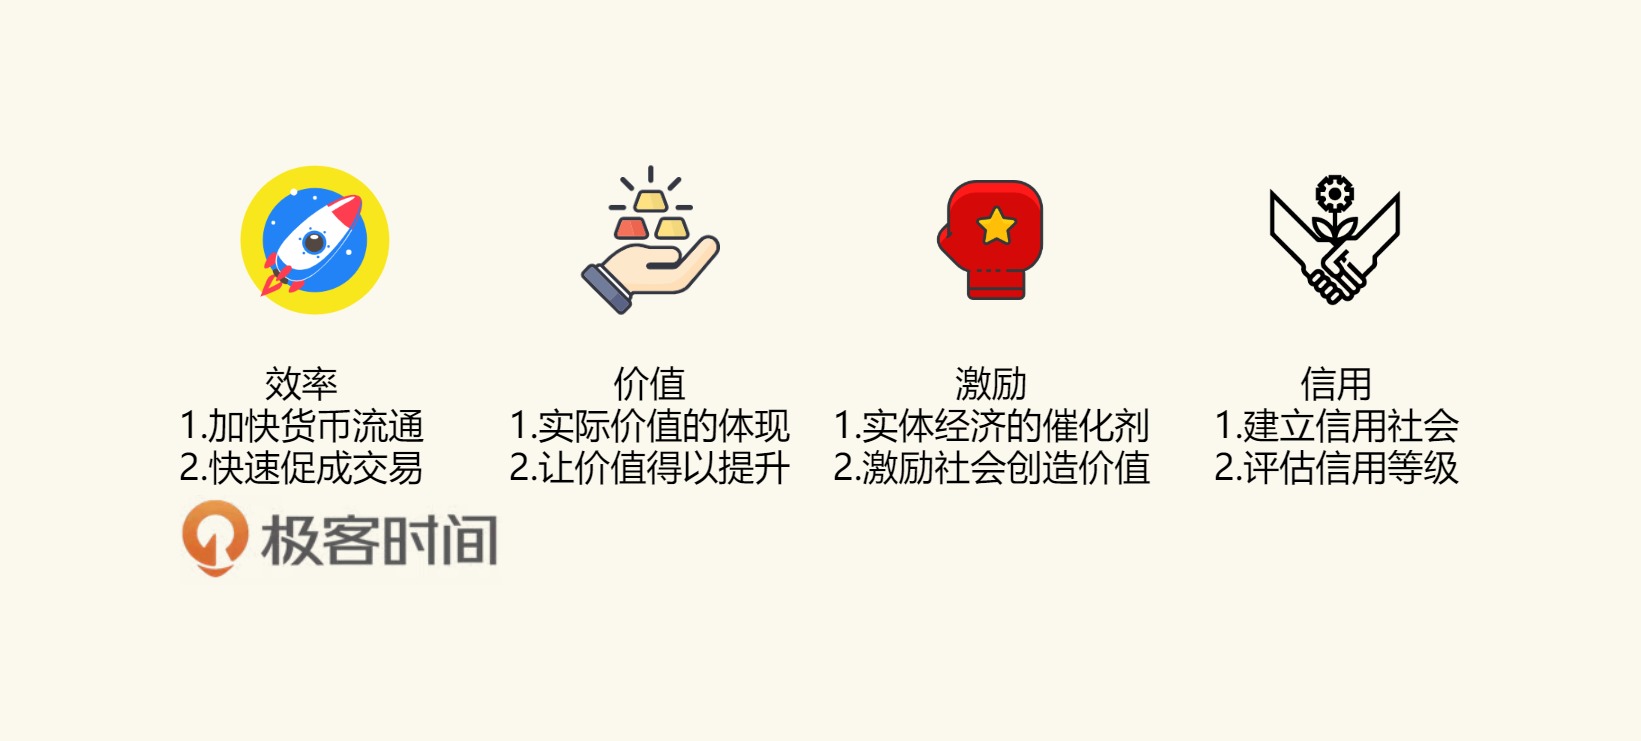 效率
1.加快货币流通
2.快速促成交易
价值
1.实际价值的体现
2.让价值得以提升
激励
1.实体经济的催化剂
2.激励社会创造价值
信用
1.建立信用社会
2.评估信用等级
极客时间